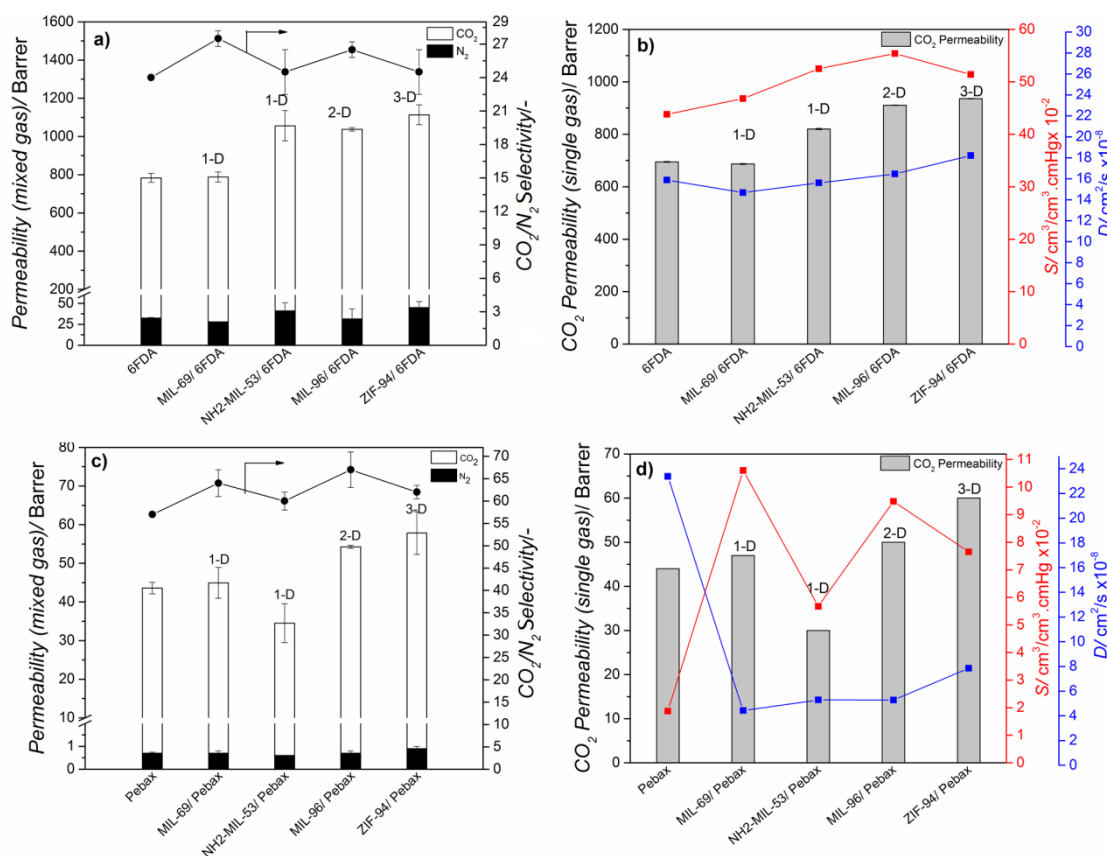 a)
CO2
N2
Permeability (mixed gas)/ Barrer
1600
1400
1200
1000
800
600
400
200
50
25
0
1-D
1-D
2-D
3-D
29
27
24
21
18
15
12
9
6
3
0
CO2/N2 Selectivity/-
6FDA
MIL-69/ 6FDA
NH2-MIL-53/ 6FDA
MIL-96/ 6FDA
ZIF-94/ 6FDA
b)
CO2 Permeability
CO2 Permeability (single gas)/ Barrer
1200
1000
800
600
400
200
0
1-D
1-D
2-D
3-D
60
50
40
30
20
10
0
S/ cm3/cm3.cmHgx 10-2
30
28
26
24
22
20
18
16
14
12
10
8
6
4
2
0
D/ cm2/s x10-8
6FDA
MIL-69/ 6FDA
NH2-MIL-53/ 6FDA
MIL-96/ 6FDA
ZIF-94/ 6FDA
c)
CO2
N2
Permeability (mixed gas)/ Barrer
80
70
60
50
40
30
20
10
1
0
1-D
1-D
2-D
3-D
70
65
60
55
50
45
40
35
30
25
20
15
10
5
0
CO2/N2 Selectivity/-
Pebax
MIL-69/ Pebax
NH2-MIL-53/ Pebax
MIL-96/ Pebax
ZIF-94/ Pebax
d)
CO2 Permeability
CO2 Permeability (single gas)/ Barrer
70
60
50
40
30
20
10
0
1-D
1-D
2-D
3-D
11
10
9
8
7
6
5
4
3
2
1
0
S/ cm3/cm3.cmHg x10-2
24
22
20
18
16
14
12
10
8
6
4
2
0
D/ cm2/s x10-8
Pebax
MIL-69/ Pebax
NH2-MIL-53/ Pebax
MIL-96/ Pebax
ZIF-94/ Pebax